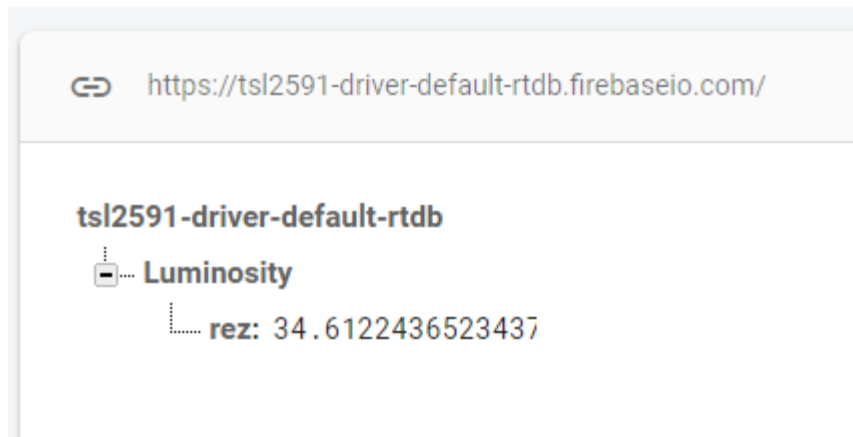 https://tsl2591-driver-default-rtdb.firebaseio.com/
tsl2591-driver-default-rtdb
Luminosity
rez: 34.6122436523437